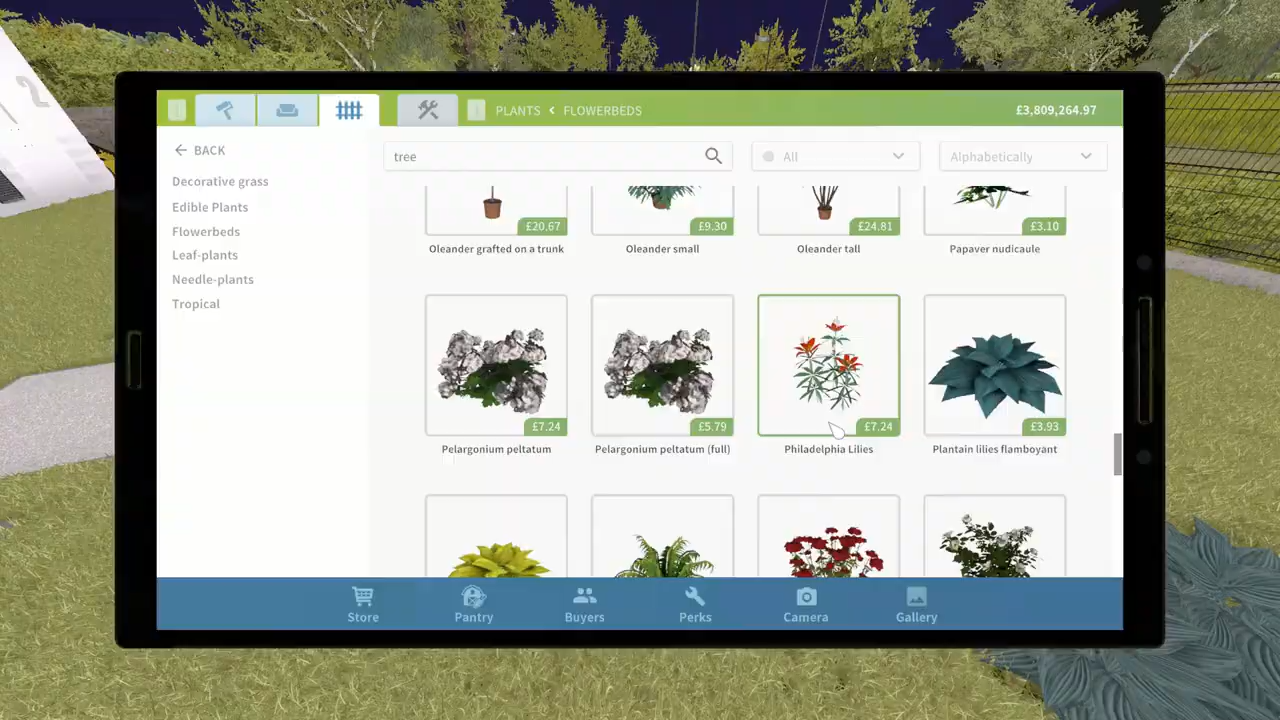 PLANTS < FLOWERBEDS
£3,809,264.97
BACK
tree
All
Alphabetically
Decorative grass
Edible Plants
Flowerbeds
Leaf-plants
Needle-plants
Tropical
£20.67
£9.30
£24.81
£3.10
Oleander grafted on a trunk
Oleander small
Oleander tall
Papaver nudicaule
£7.24
£5.79
£7.24
£3.93
Pelargonium peltatum
Pelargonium peltatum (full)
Philadelphia Lilies
Plantain lilies flamboyant
Store
Pantry
Buyers
Perks
Camera
Gallery
2